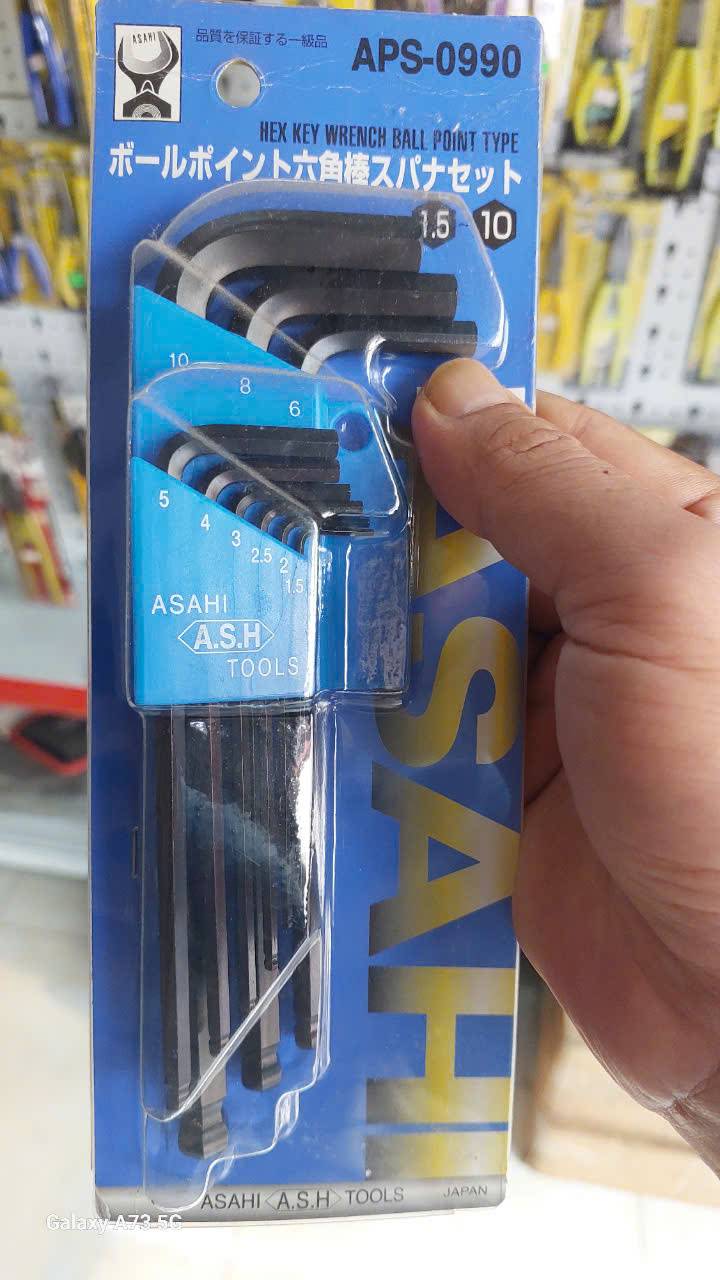 ASAHI
品質を保証する一級品
APS-0990
HEX KEY WRENCH BALL POINT TYPE
ボールポイント六角棒スパナセット
1.5 ~ 10
10
8
6
5
4
3
2.5
2
1.5
ASAHI
A.S.H
TOOLS
ASAHI
ASAHI A.S.H TOOLS JAPAN
Galaxy A73 5G